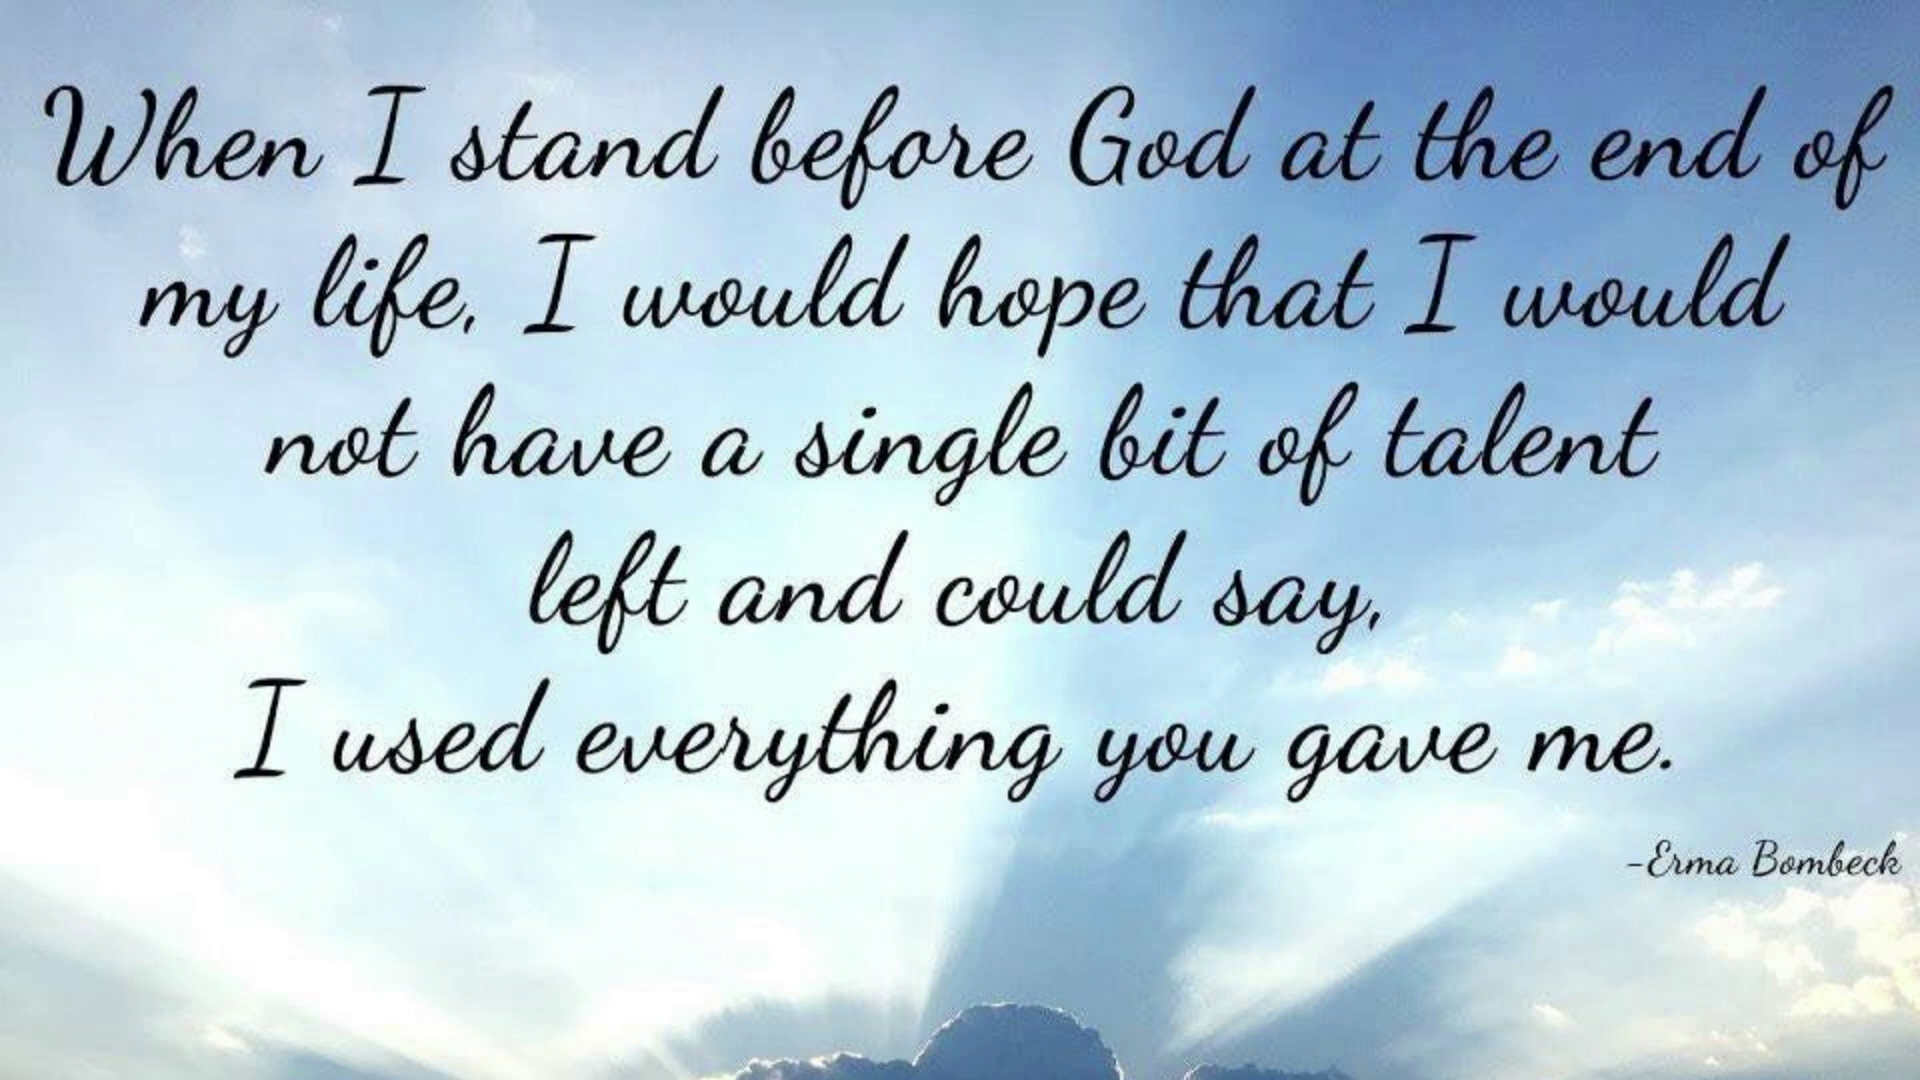 When I stand before God at the end of
my life, I would hope that I would
not have a single bit of talent
left and could say,
I used everything you gave me.
-Erma Bombeck